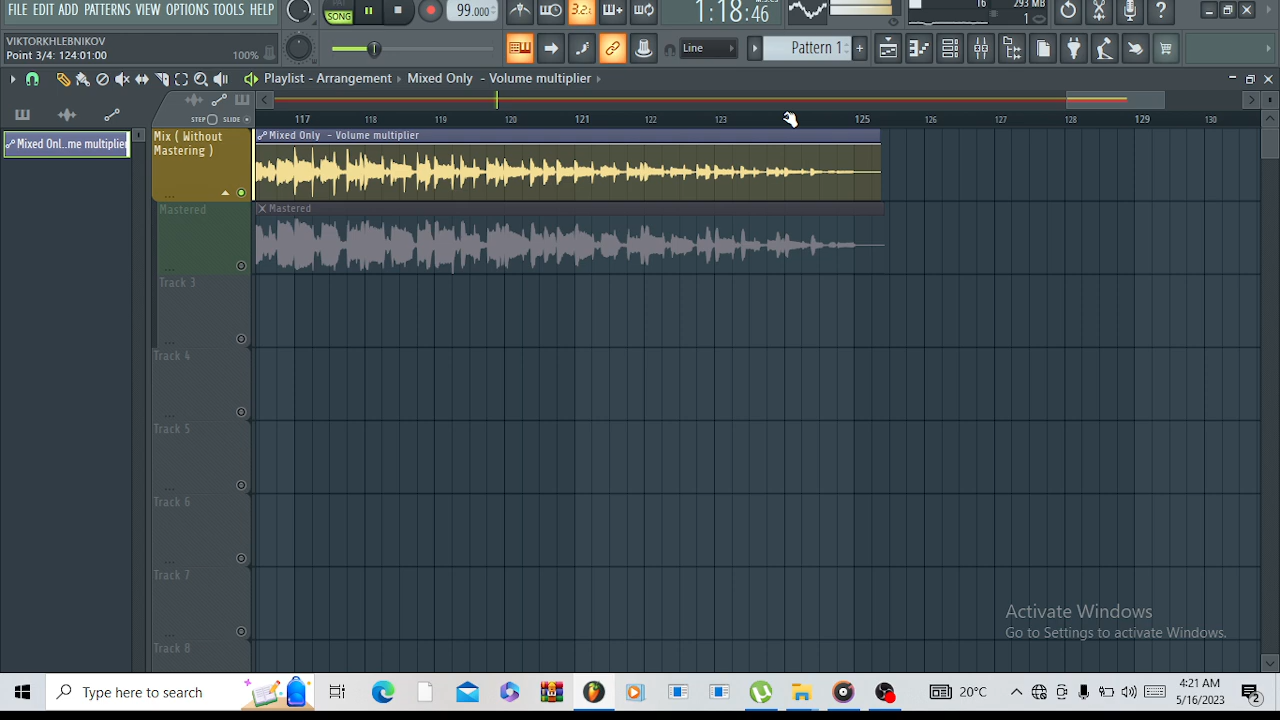 FILE EDIT ADD PATTERNS VIEW OPTIONS TOOLS HELP
SONG
99.000
3.2
1:18:46
16
293 MB
1
VIKTORKHLEBNIKOV
Point 3/4: 124:01:00
100%
Line
Pattern 1
Playlist - Arrangement
Mixed Only - Volume multiplier
STEP
SLIDE
117 118 119 120 121 122 123 125 126 127 128 129 130
Mixed Onl..me multiplier
Mix ( Without
Mastering )
Mixed Only - Volume multiplier
Mastered
Mastered
Track 3
Track 4
Track 5
Track 6
Track 7
Track 8
Activate Windows
Go to Settings to activate Windows.
Type here to search
20°C
4:21 AM
5/16/2023
2